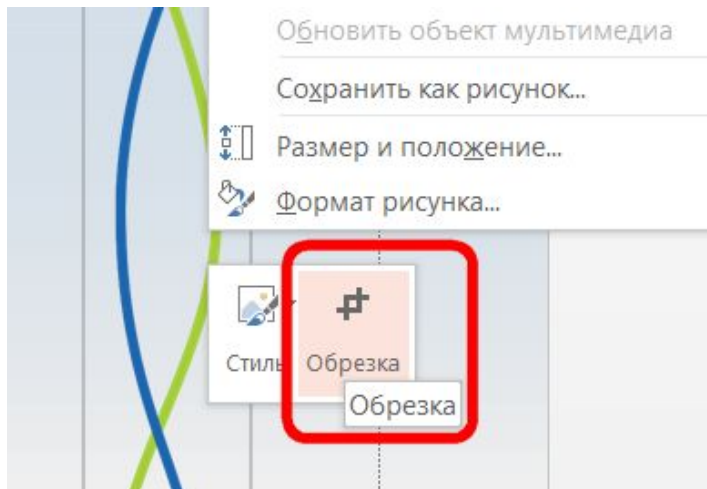 Обновить объект мультимедиа
Сохранить как рисунок...
Размер и положение...
Формат рисунка...
Стиль Обрезка
Обрезка